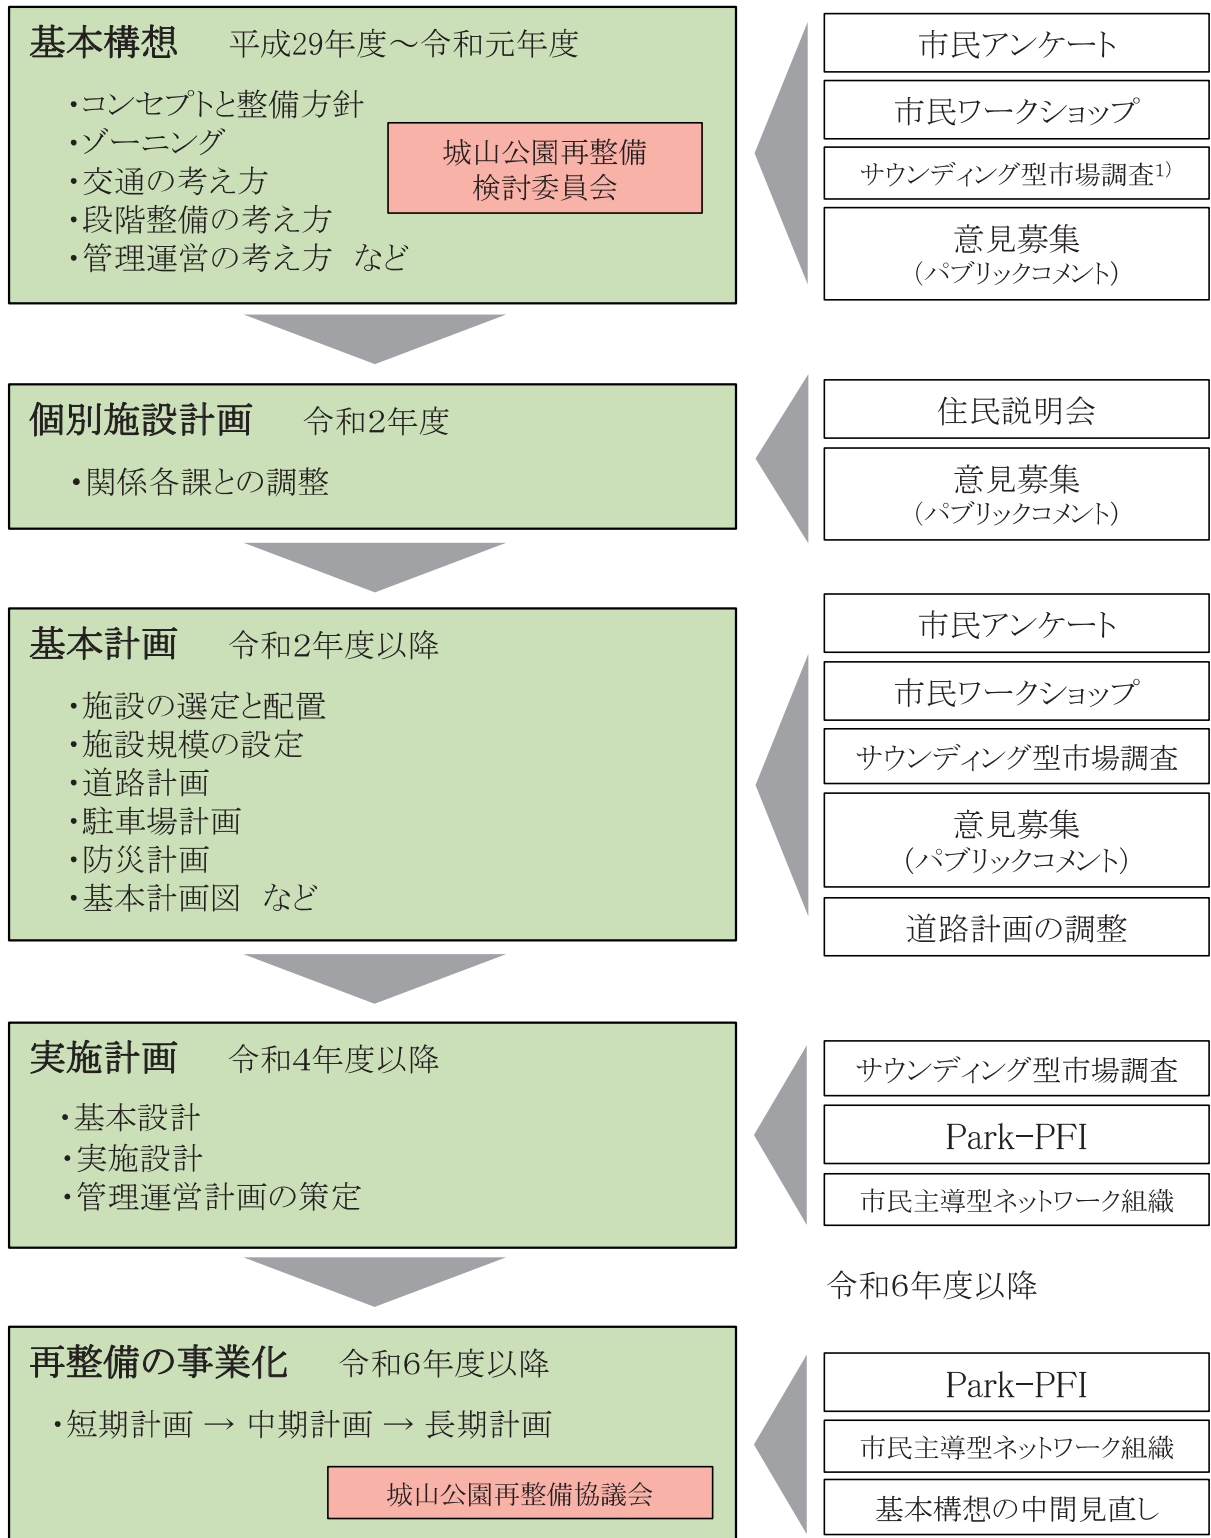 基本構想 平成29年度～令和元年度
・コンセプトと整備方針
・ゾーニング
・交通の考え方
・段階整備の考え方
・管理運営の考え方 など
城山公園再整備
検討委員会
市民アンケート
市民ワークショップ
サウンディング型市場調査1)
意見募集
（パブリックコメント）
個別施設計画 令和2年度
・関係各課との調整
住民説明会
意見募集
（パブリックコメント）
基本計画 令和2年度以降
・施設の選定と配置
・施設規模の設定
・道路計画
・駐車場計画
・防災計画
・基本計画図 など
市民アンケート
市民ワークショップ
サウンディング型市場調査
意見募集
（パブリックコメント）
道路計画の調整
実施計画 令和4年度以降
・基本設計
・実施設計
・管理運営計画の策定
サウンディング型市場調査
Park-PFI
市民主導型ネットワーク組織
令和6年度以降
再整備の事業化 令和6年度以降
・短期計画 → 中期計画 → 長期計画
城山公園再整備協議会
Park-PFI
市民主導型ネットワーク組織
基本構想の中間見直し